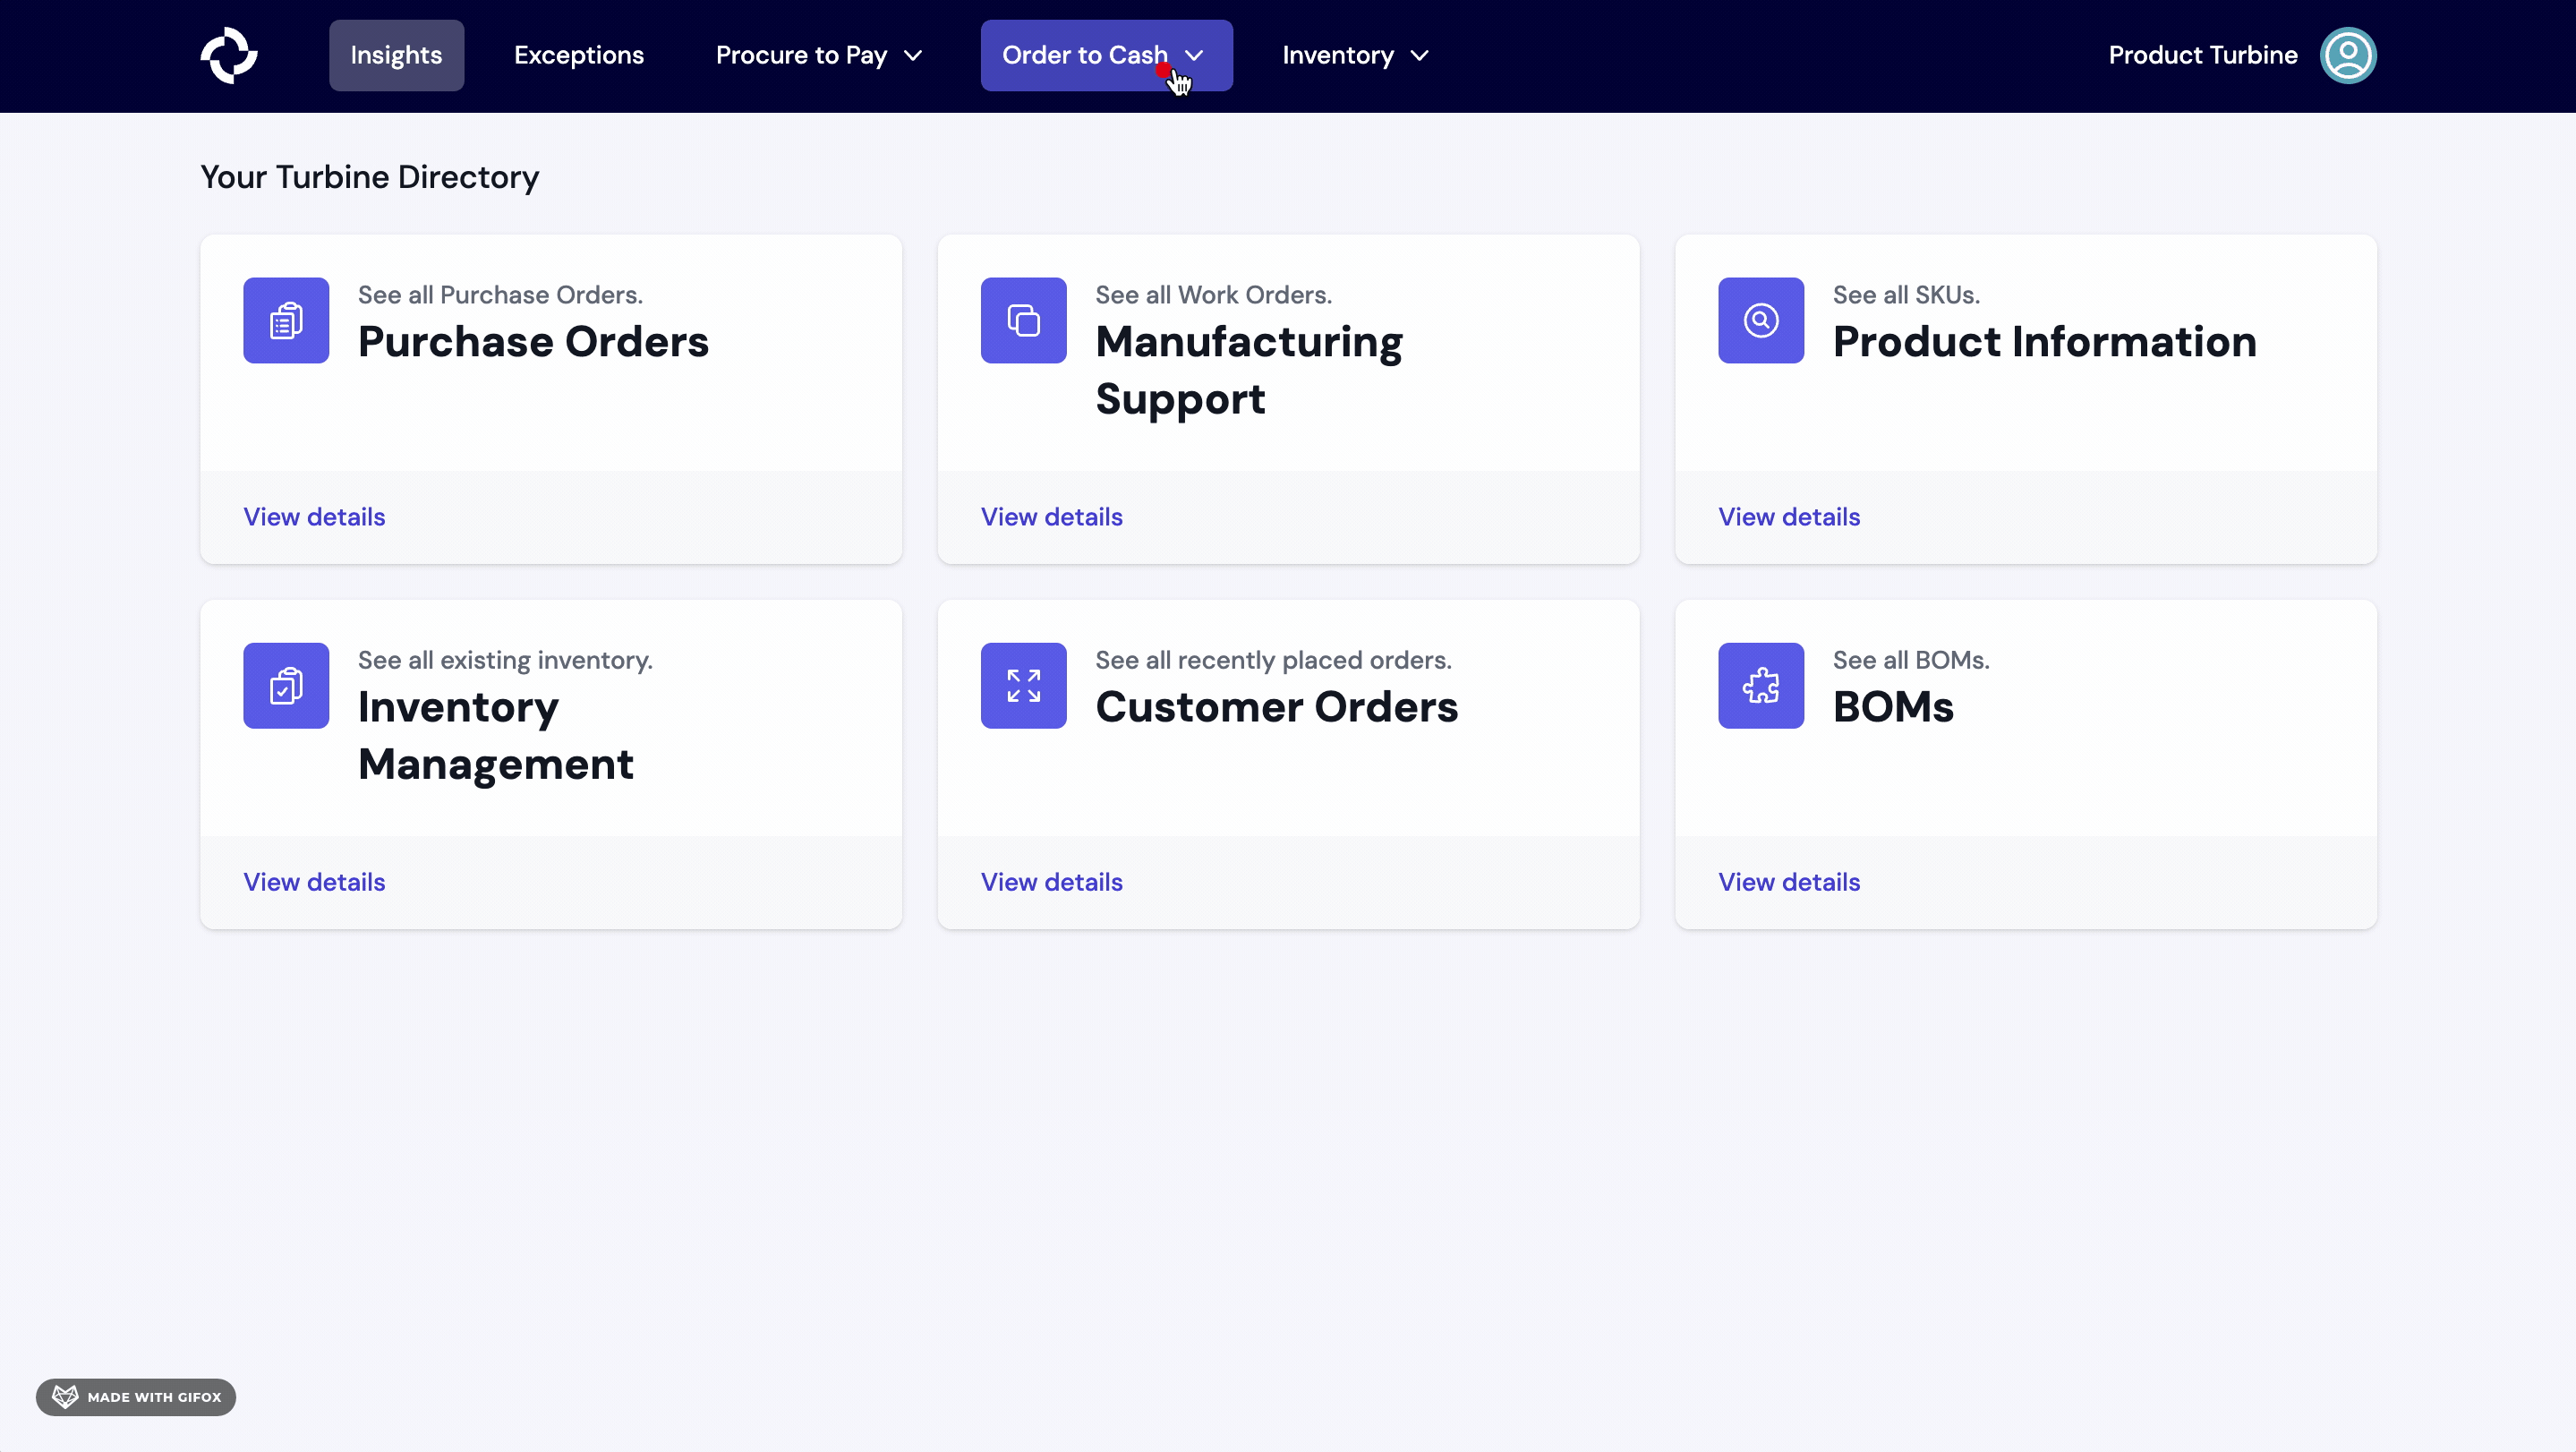 Insights
Exceptions
Procure to Pay
Order to Cash
Inventory
Product Turbine
Your Turbine Directory
See all Purchase Orders.
Purchase Orders
View details
See all Work Orders.
Manufacturing
Support
View details
See all SKUs.
Product Information
View details
See all existing inventory.
Inventory
Management
View details
See all recently placed orders.
Customer Orders
View details
See all BOMs.
BOMs
View details
MADE WITH GIFOX